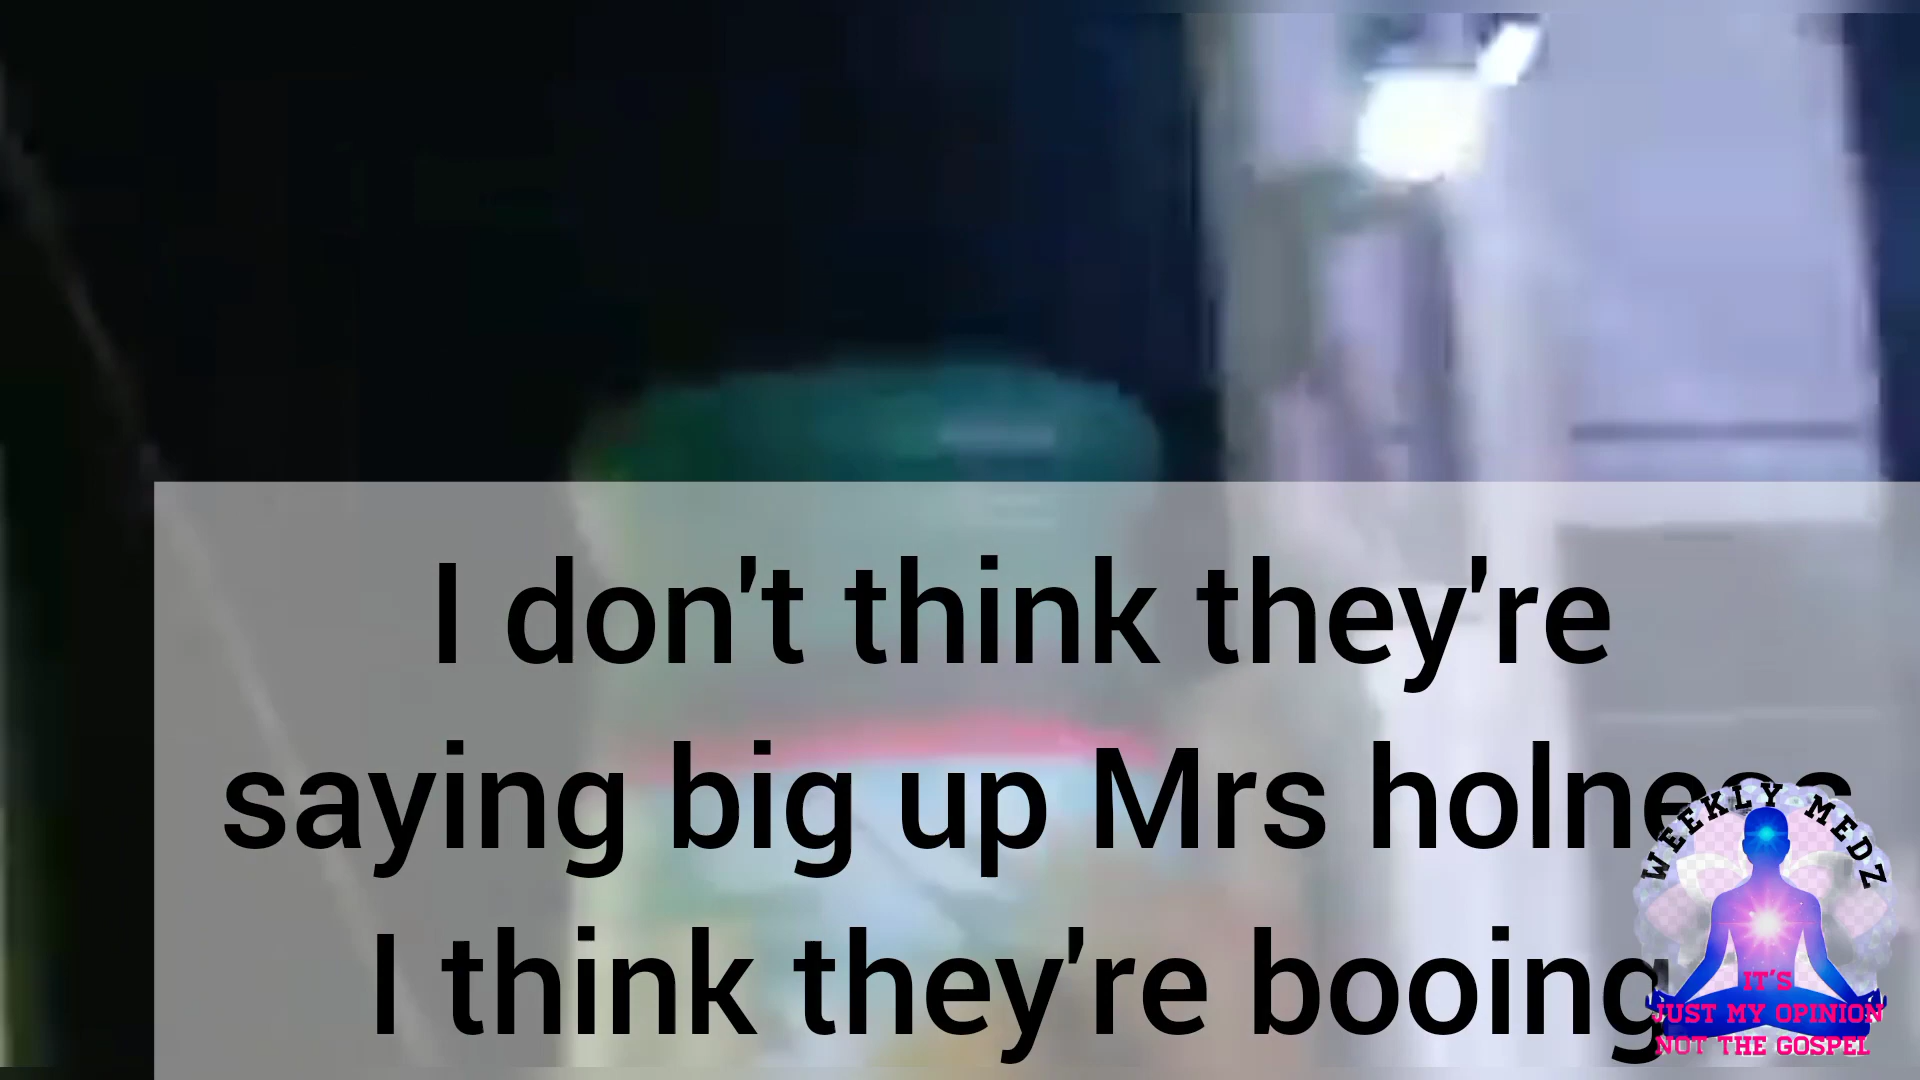 I don't think they're
saying big up Mrs holness
I think they're booing
WEEKLY MEDZ
IT'S
JUST MY OPINION
NOT THE GOSPEL